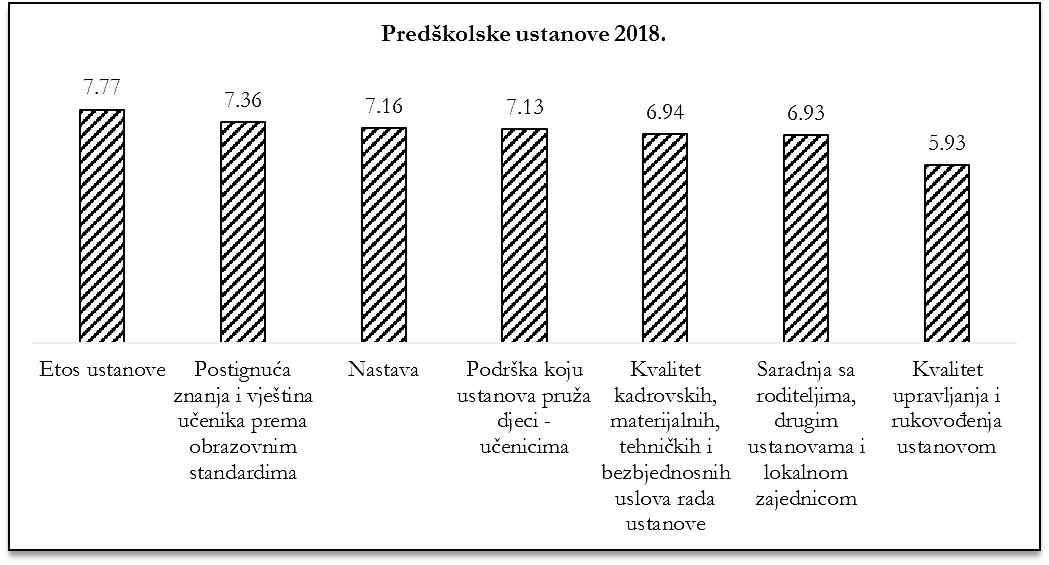 Predškolske ustanove 2018.
7.77
7.36
7.16
7.13
6.94
6.93
5.93
Etos ustanove
Postignuća
znanja i vještina
učenika prema
obrazovnim
standardima
Nastava
Podrška koju
ustanova pruža
djeci -
učenicima
Kvalitet
kadrovskih,
materijalnih,
tehničkih i
bezbjednosnih
uslova rada
ustanove
Saradnja sa
roditeljima,
drugim
ustanovama i
lokalnom
zajednicom
Kvalitet
upravljanja i
rukovođenja
ustanovom